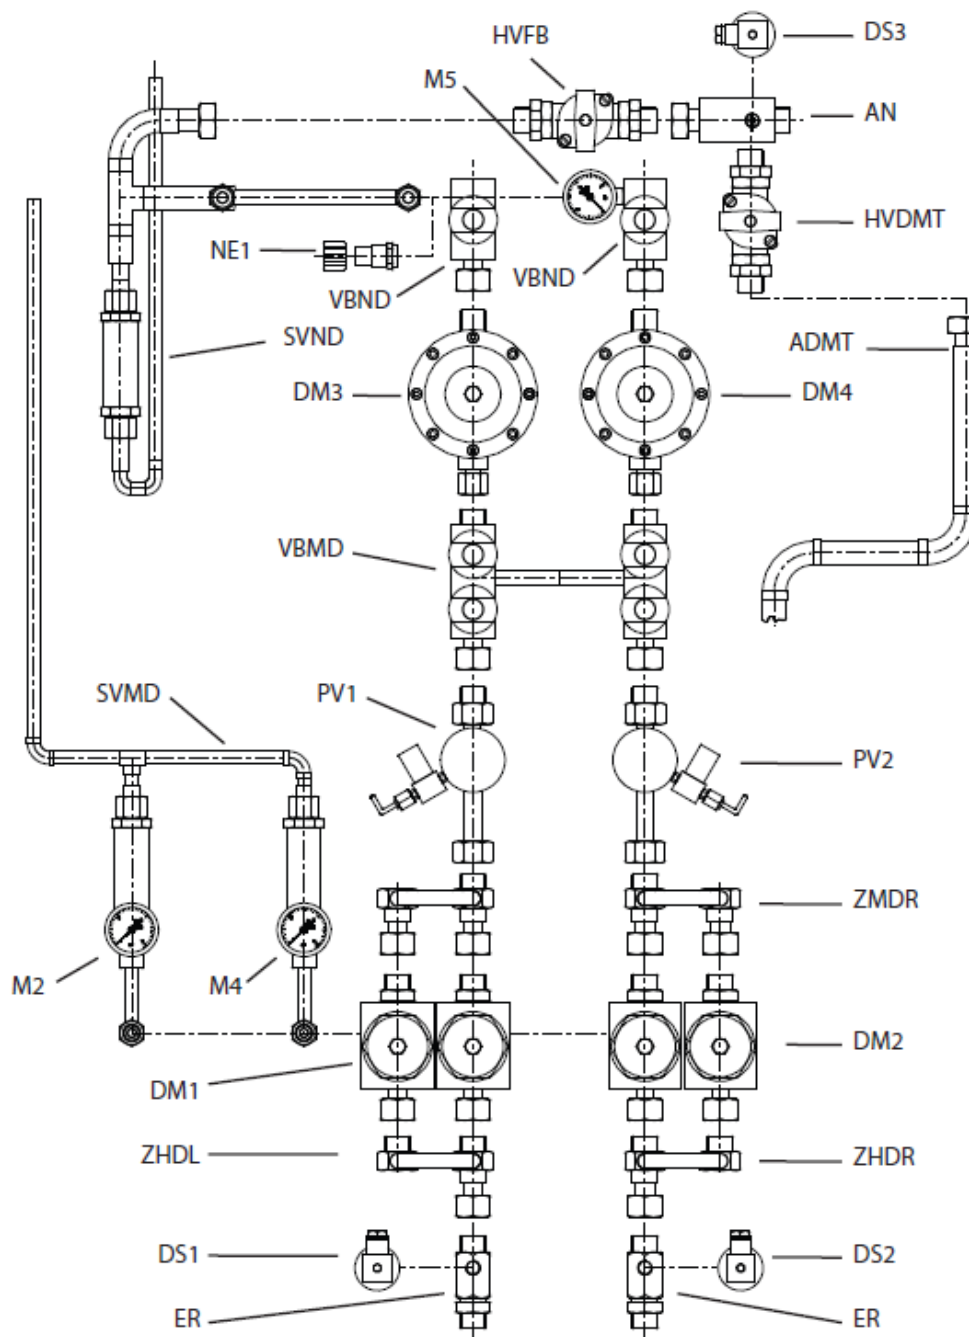 HVFB
DS3
M5
AN
HVDMT
NE1
VBND
VBND
SVND
ADMT
DM3
DM4
VBMD
SVMD
PV1
PV2
ZMDR
M2
M4
DM2
DM1
ZHDL
ZHDR
DS1
DS2
ER
ER